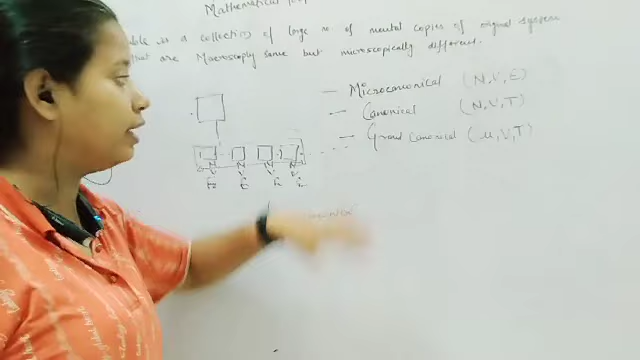 Mathematical
is a collection of large no. of mental copies of original system
that are Macroscopically same but microscopically different.
– Microcanonical (N, V, E)
– Canonical (N, V, T)
– Grand Canonical (μ, V, T)
N N N N
V V V V